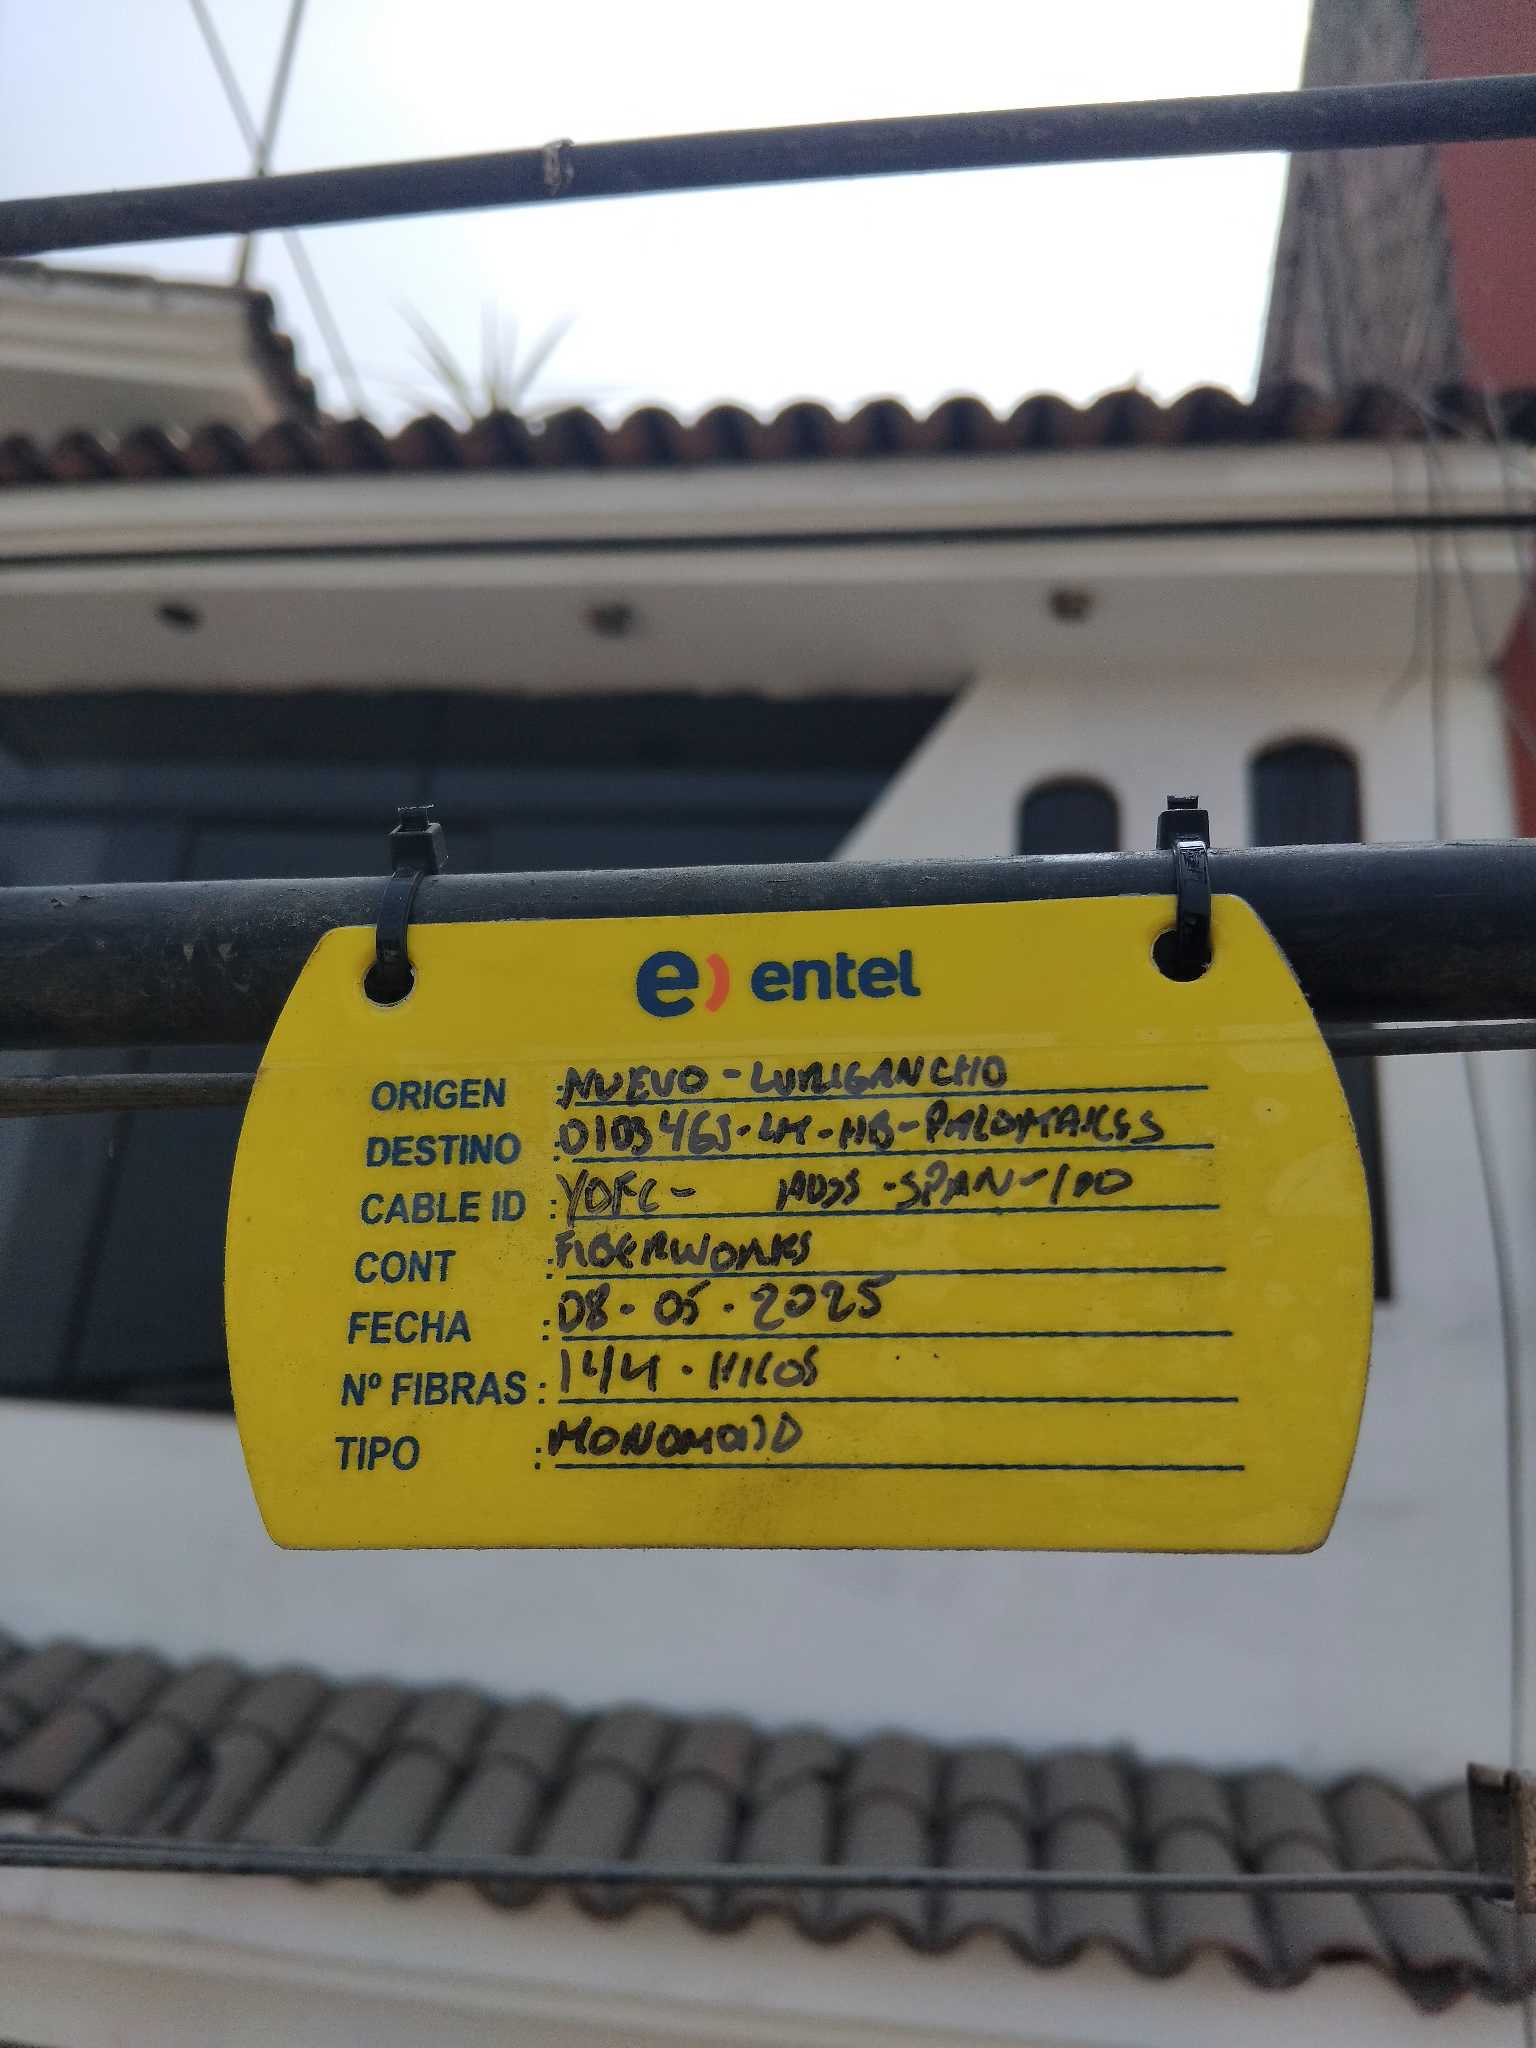 e) entel
ORIGEN : NUEVO - LURIGANCHO
DESTINO : 0103465 - LM - HB - PALOMARES
CABLE ID : YOFC - ADSS - SPAN - 100
CONT : FIBERWORKS
FECHA : 08 - 05 - 2025
Nº FIBRAS : 144 - HILOS
TIPO : MONOMODO